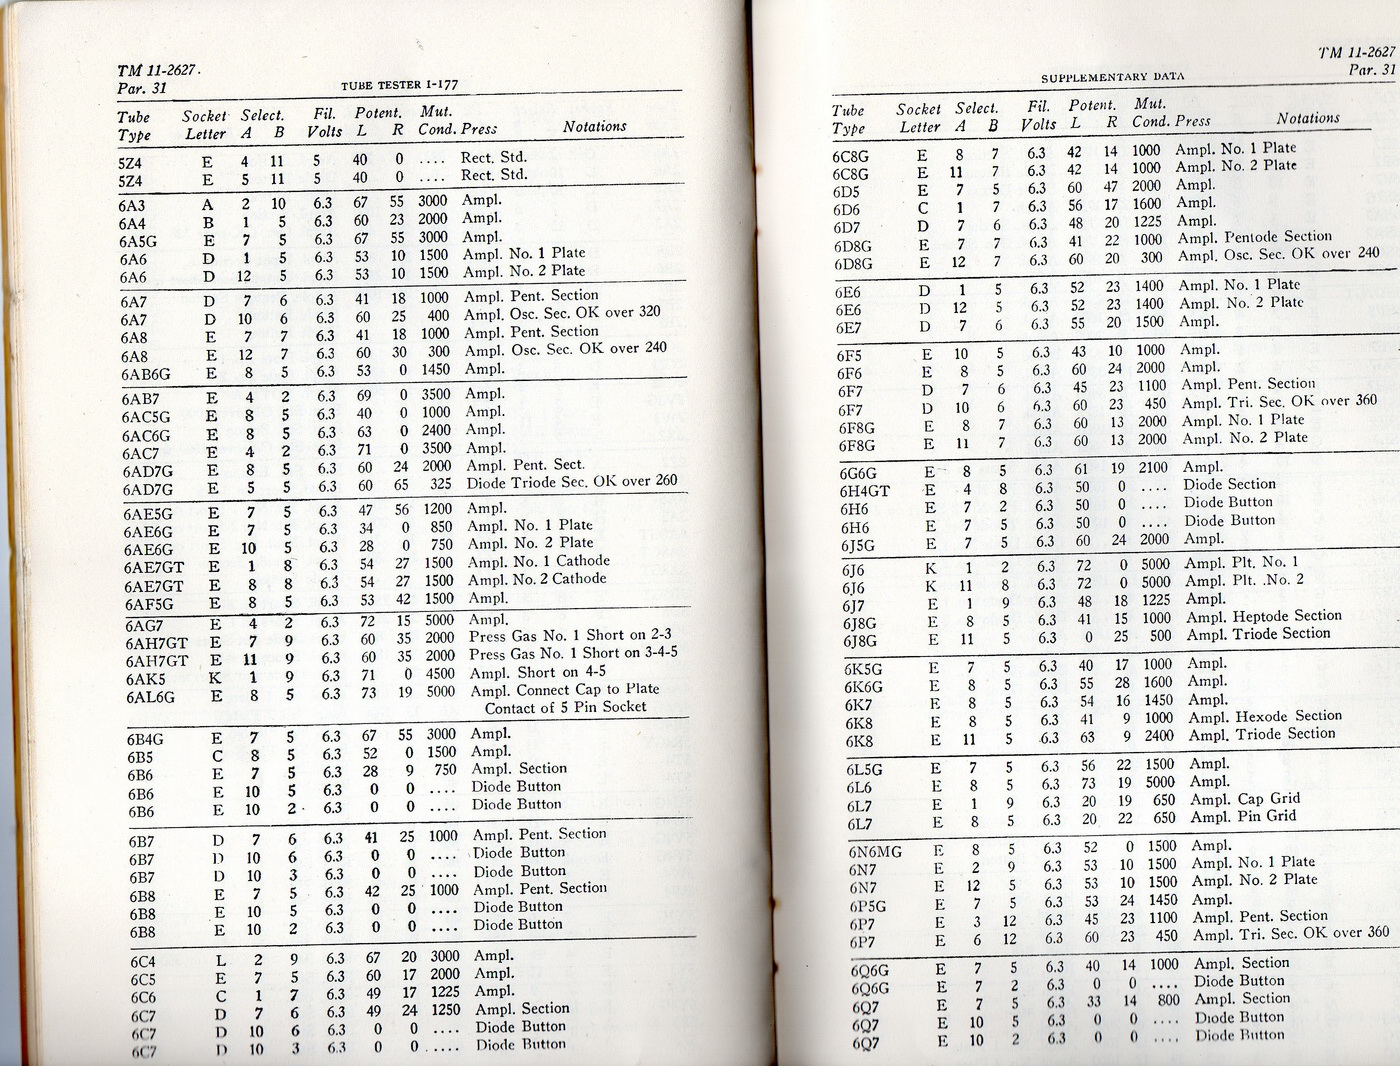 TM 11-2627.
Par. 31
TUBE TESTER I-177
Tube Socket Select. Fil. Potent. Mut.
Type Letter A B Volts L R Cond. Press Notations
5Z4 E 4 11 5 40 0 .... Rect. Std.
5Z4 E 5 11 5 40 0 .... Rect. Std.
6A3 A 2 10 6.3 67 55 3000 Ampl.
6A4 B 1 5 6.3 60 23 2000 Ampl.
6A5G E 7 5 6.3 67 55 3000 Ampl.
6A6 D 1 5 6.3 53 10 1500 Ampl. No. 1 Plate
6A6 D 12 5 6.3 53 10 1500 Ampl. No. 2 Plate
6A7 D 7 6 6.3 41 18 1000 Ampl. Pent. Section
6A7 D 10 6 6.3 60 25 400 Ampl. Osc. Sec. OK over 320
6A8 E 7 7 6.3 41 18 1000 Ampl. Pent. Section
6A8 E 12 7 6.3 60 30 300 Ampl. Osc. Sec. OK over 240
6AB6G E 8 5 6.3 53 0 1450 Ampl.
6AB7 E 4 2 6.3 69 0 3500 Ampl.
6AC5G E 8 5 6.3 40 0 1000 Ampl.
6AC6G E 8 5 6.3 63 0 2400 Ampl.
6AC7 E 4 2 6.3 71 0 3500 Ampl.
6AD7G E 8 5 6.3 60 24 2000 Ampl. Pent. Sect.
6AD7G E 5 5 6.3 60 65 325 Diode Triode Sec. OK over 260
6AE5G E 7 5 6.3 47 56 1200 Ampl.
6AE6G E 7 5 6.3 34 0 850 Ampl. No. 1 Plate
6AE6G E 10 5 6.3 28 0 750 Ampl. No. 2 Plate
6AE7GT E 1 8 6.3 54 27 1500 Ampl. No. 1 Cathode
6AE7GT E 8 8 6.3 54 27 1500 Ampl. No. 2 Cathode
6AF5G E 8 5 6.3 53 42 1500 Ampl.
6AG7 E 4 2 6.3 72 15 5000 Ampl.
6AH7GT E 7 9 6.3 60 35 2000 Press Gas No. 1 Short on 2-3
6AH7GT E 11 9 6.3 60 35 2000 Press Gas No. 1 Short on 3-4-5
6AK5 K 1 9 6.3 71 0 4500 Ampl. Short on 4-5
6AL6G E 8 5 6.3 73 19 5000 Ampl. Connect Cap to Plate
Contact of 5 Pin Socket
6B4G E 7 5 6.3 67 55 3000 Ampl.
6B5 C 8 5 6.3 52 0 1500 Ampl.
6B6 E 7 5 6.3 28 9 750 Ampl. Section
6B6 E 10 5 6.3 0 0 .... Diode Button
6B6 E 10 2 6.3 0 0 .... Diode Button
6B7 D 7 6 6.3 41 25 1000 Ampl. Pent. Section
6B7 D 10 6 6.3 0 0 .... Diode Button
6B7 D 10 3 6.3 0 0 .... Diode Button
6B8 E 7 5 6.3 42 25 1000 Ampl. Pent. Section
6B8 E 10 5 6.3 0 0 .... Diode Button
6B8 E 10 2 6.3 0 0 .... Diode Button
6C4 L 2 9 6.3 67 20 3000 Ampl.
6C5 E 7 5 6.3 60 17 2000 Ampl.
6C6 C 1 7 6.3 49 17 1225 Ampl.
6C7 D 7 6 6.3 49 24 1250 Ampl. Section
6C7 D 10 6 6.3 0 0 .... Diode Button
6C7 D 10 3 6.3 0 0 ..... Diode Button
TM 11-2627
Par. 31
SUPPLEMENTARY DATA
Tube Socket Select. Fil. Potent. Mut.
Type Letter A B Volts L R Cond. Press Notations
6C8G E 8 7 6.3 42 14 1000 Ampl. No. 1 Plate
6C8G E 11 7 6.3 42 14 1000 Ampl. No. 2 Plate
6D5 E 7 5 6.3 60 47 2000 Ampl.
6D6 C 1 7 6.3 56 17 1600 Ampl.
6D7 D 7 6 6.3 48 20 1225 Ampl.
6D8G E 7 7 6.3 41 22 1000 Ampl. Pentode Section
6D8G E 12 7 6.3 60 20 300 Ampl. Osc. Sec. OK over 240
6E6 D 1 5 6.3 52 23 1400 Ampl. No. 1 Plate
6E6 D 12 5 6.3 52 23 1400 Ampl. No. 2 Plate
6E7 D 7 6 6.3 55 20 1500 Ampl.
6F5 E 10 5 6.3 43 10 1000 Ampl.
6F6 E 8 5 6.3 60 24 2000 Ampl.
6F7 D 7 6 6.3 45 23 1100 Ampl. Pent. Section
6F7 D 10 6 6.3 60 23 450 Ampl. Tri. Sec. OK over 360
6F8G E 8 7 6.3 60 13 2000 Ampl. No. 1 Plate
6F8G E 11 7 6.3 60 13 2000 Ampl. No. 2 Plate
6G6G E 8 5 6.3 61 19 2100 Ampl.
6H4GT E 4 8 6.3 50 0 .... Diode Section
6H6 E 7 2 6.3 50 0 .... Diode Button
6H6 E 7 5 6.3 50 0 .... Diode Button
6J5G E 7 5 6.3 60 24 2000 Ampl.
6J6 K 1 2 6.3 72 0 5000 Ampl. Plt. No. 1
6J6 K 11 8 6.3 72 0 5000 Ampl. Plt. .No. 2
6J7 E 1 9 6.3 48 18 1225 Ampl.
6J8G E 8 5 6.3 41 15 1000 Ampl. Heptode Section
6J8G E 11 5 6.3 0 25 500 Ampl. Triode Section
6K5G E 7 5 6.3 40 17 1000 Ampl.
6K6G E 8 5 6.3 55 28 1600 Ampl.
6K7 E 8 5 6.3 54 16 1450 Ampl.
6K8 E 8 5 6.3 41 9 1000 Ampl. Hexode Section
6K8 E 11 5 6.3 63 9 2400 Ampl. Triode Section
6L5G E 7 5 6.3 56 22 1500 Ampl.
6L6 E 8 5 6.3 73 19 5000 Ampl.
6L7 E 1 9 6.3 20 19 650 Ampl. Cap Grid
6L7 E 8 5 6.3 20 22 650 Ampl. Pin Grid
6N6MG E 8 5 6.3 52 0 1500 Ampl.
6N7 E 2 9 6.3 53 10 1500 Ampl. No. 1 Plate
6N7 E 12 5 6.3 53 10 1500 Ampl. No. 2 Plate
6P5G E 7 5 6.3 53 24 1450 Ampl.
6P7 E 3 12 6.3 45 23 1100 Ampl. Pent. Section
6P7 E 6 12 6.3 60 23 450 Ampl. Tri. Sec. OK over 360
6Q6G E 7 5 6.3 40 14 1000 Ampl. Section
6Q6G E 7 2 6.3 0 0 .... Diode Button
6Q7 E 7 5 6.3 33 14 800 Ampl. Section
6Q7 E 10 5 6.3 0 0 .... Diode Button
6Q7 E 10 2 6.3 0 0 .... Diode Button